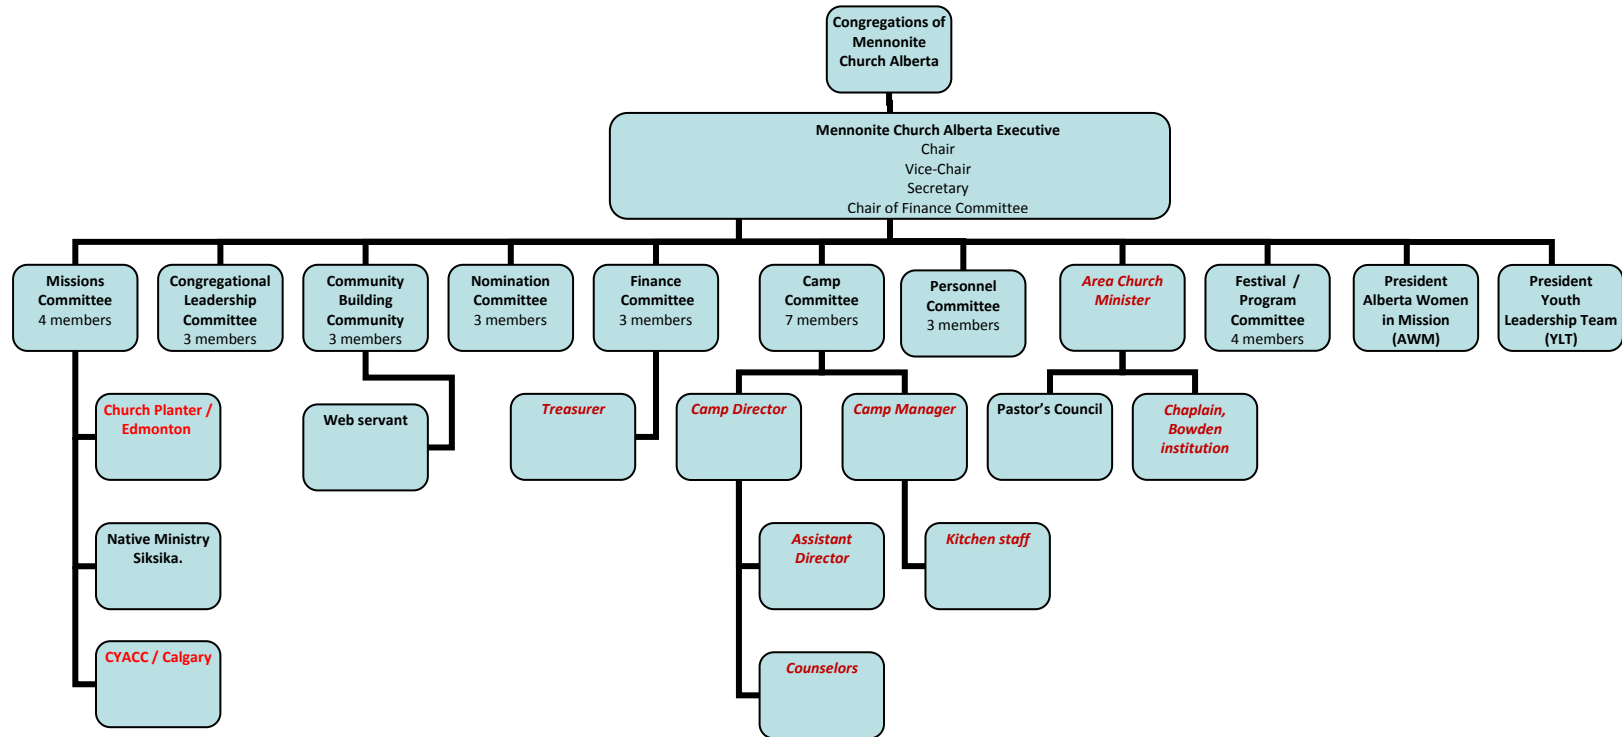 Congregations of
Mennonite
Church Alberta
Mennonite Church Alberta Executive
Chair
Vice-Chair
Secretary
Chair of Finance Committee
Missions
Committee
4 members
Congregational
Leadership
Committee
3 members
Community
Building
Community
3 members
Nomination
Committee
3 members
Finance
Committee
3 members
Camp
Committee
7 members
Personnel
Committee
3 members
Area Church
Minister
Festival /
Program
Committee
4 members
President
Alberta Women
in Mission
(AWM)
President
Youth
Leadership Team
(YLT)
Church Planter /
Edmonton
Web servant
Treasurer
Camp Director
Camp Manager
Pastor's Council
Chaplain,
Bowden
institution
Native Ministry
Siksika.
Assistant
Director
Kitchen staff
CYACC / Calgary
Counselors